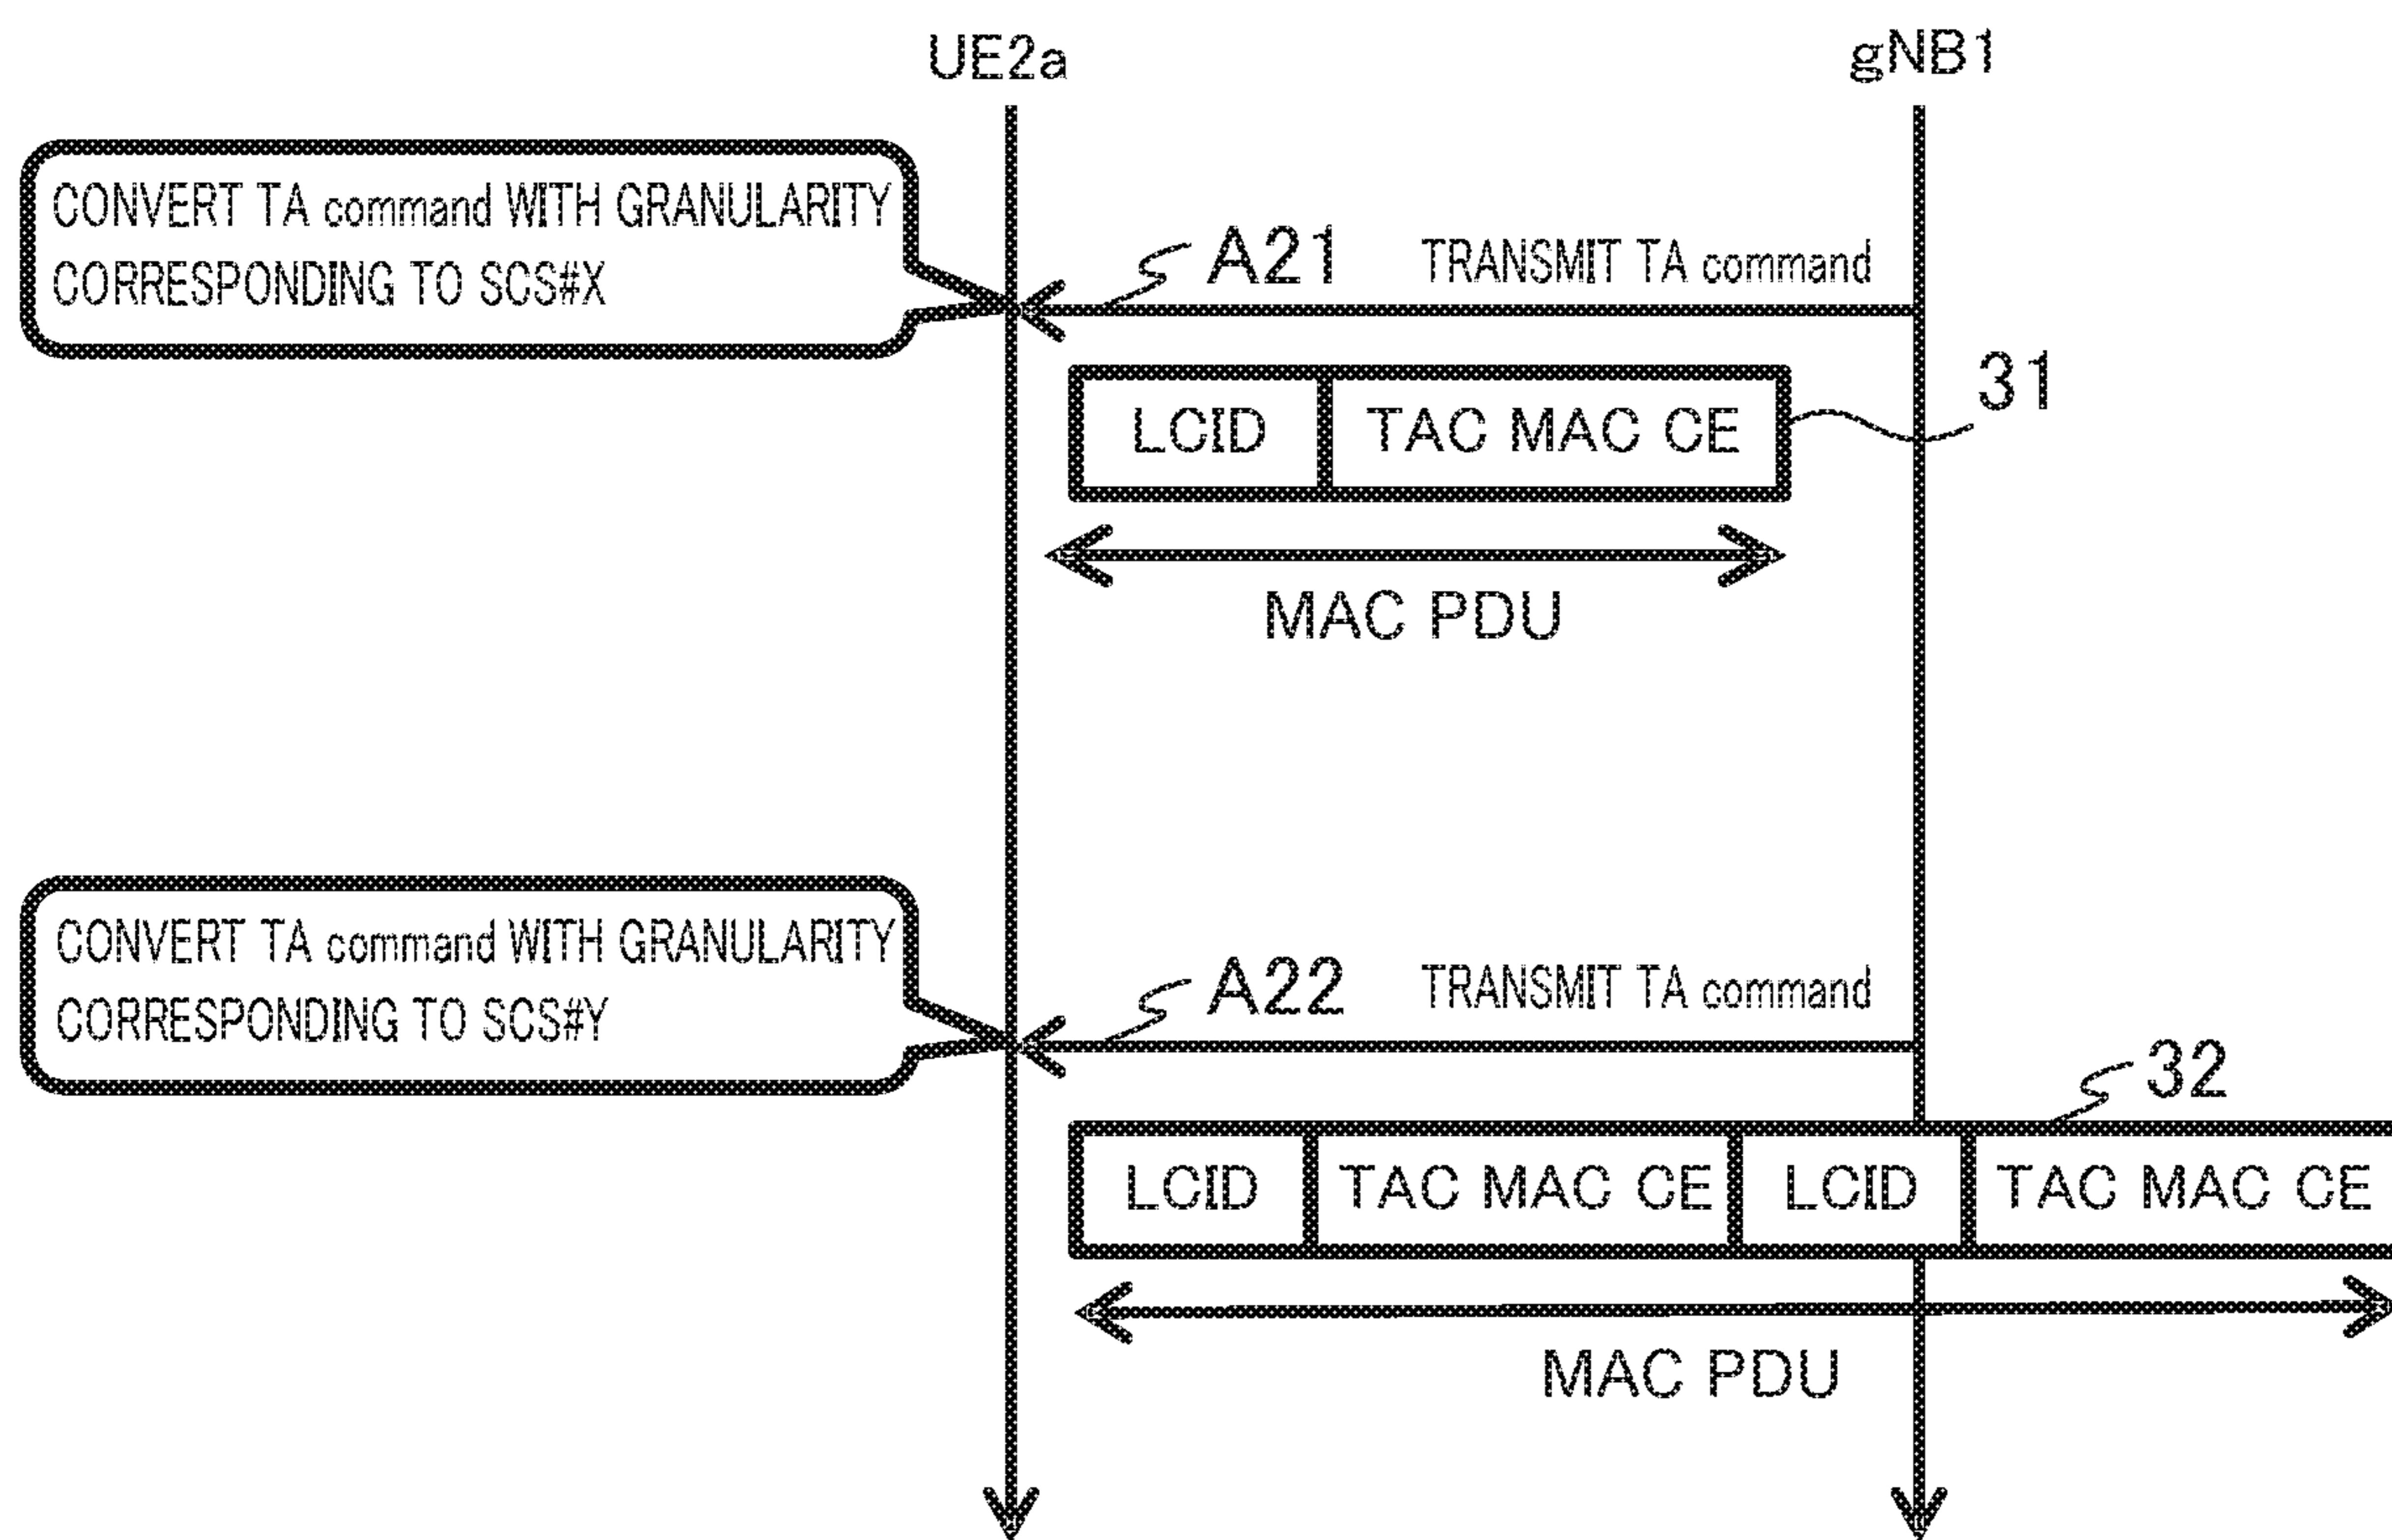 UE2a
gNB1
CONVERT TA command WITH GRANULARITY
CORRESPONDING TO SCS#X
A21
TRANSMIT TA command
LCID
TAC MAC CE
31
MAC PDU
CONVERT TA command WITH GRANULARITY
CORRESPONDING TO SCS#Y
A22
TRANSMIT TA command
32
LCID
TAC MAC CE
LCID
TAC MAC CE
MAC PDU